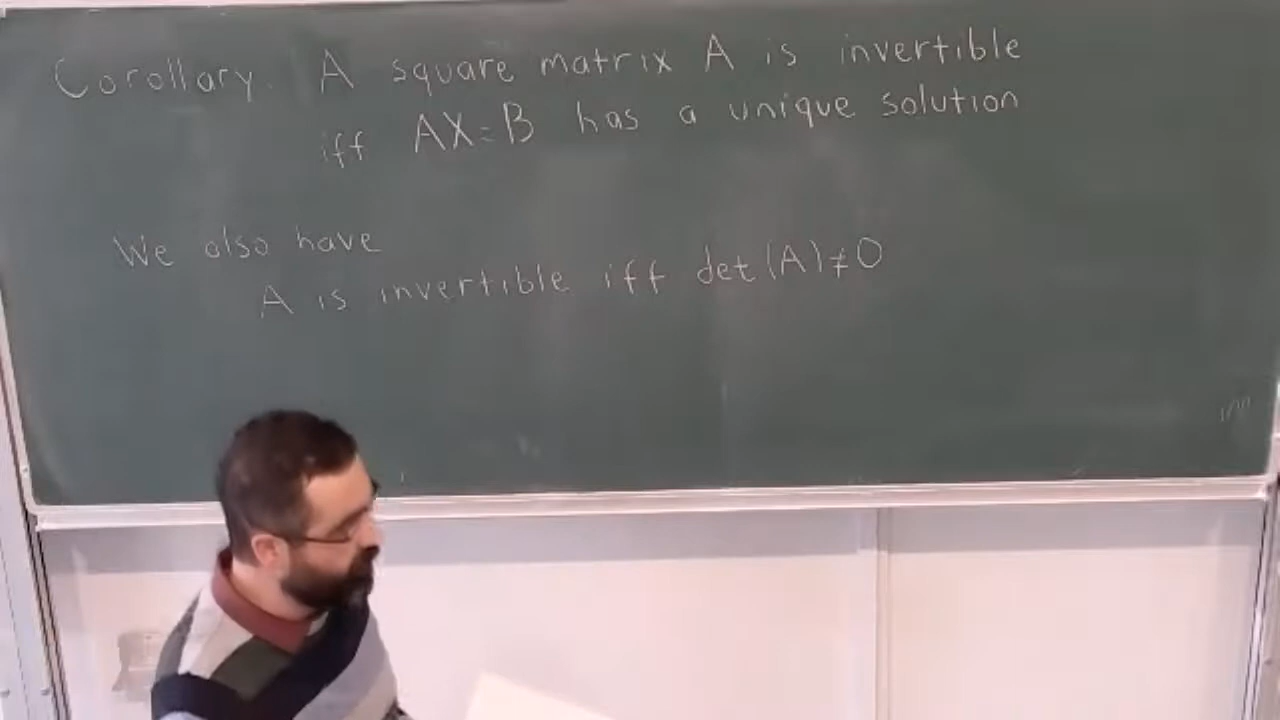 Corollary. A square matrix A is invertible
iff AX=B has a unique solution
We also have
A is invertible iff det(A)≠0